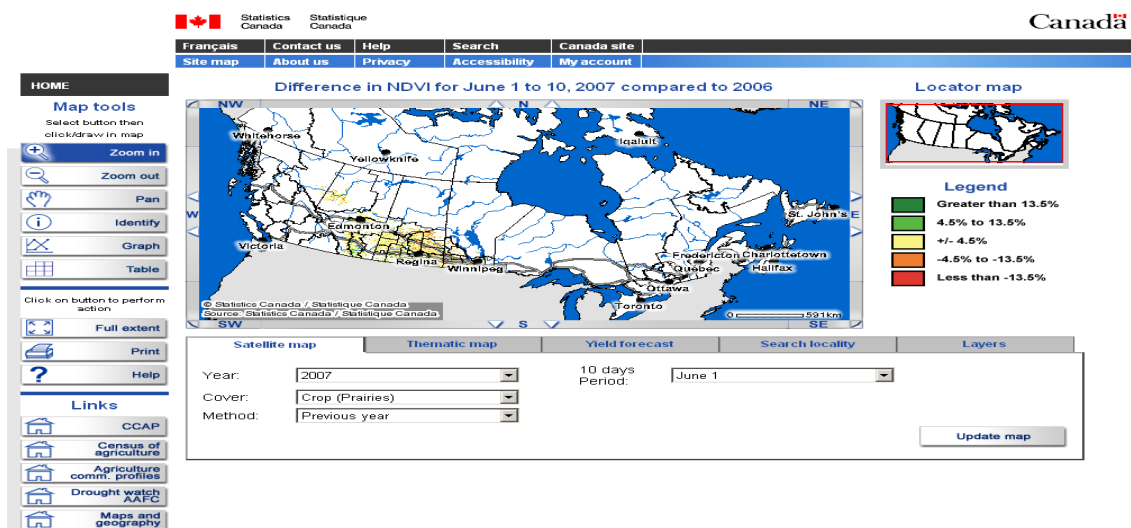 Statistics Statistique
Canada Canada
Canada
Français Contact us Help Search Canada site
Site map About us Privacy Accessibility My account
HOME
Difference in NDVI for June 1 to 10, 2007 compared to 2006
Locator map
Map tools
Select button then
click/draw in map
Zoom in
Zoom out
Pan
Identify
Graph
Table
Click on button to perform
action
Full extent
Print
Help
Links
CCAP
Census of
agriculture
Agriculture
comm. profiles
Drought watch
AAFC
Maps and
geography
NW N NE
W E
SW S SE
Whitehorse
Yellowknife
Iqaluit
Edmonton
Victoria
Regina
Winnipeg
St. John's
Fredericton Charlottetown
Québec Halifax
Ottawa
Toronto
© Statistics Canada / Statistique Canada
Source: Statistics Canada / Statistique Canada
0 591km
Legend
Greater than 13.5%
4.5% to 13.5%
+/- 4.5%
-4.5% to -13.5%
Less than -13.5%
Satellite map Thematic map Yield forecast Search locality Layers
Year: 2007
10 days
Period: June 1
Cover: Crop (Prairies)
Method: Previous year
Update map